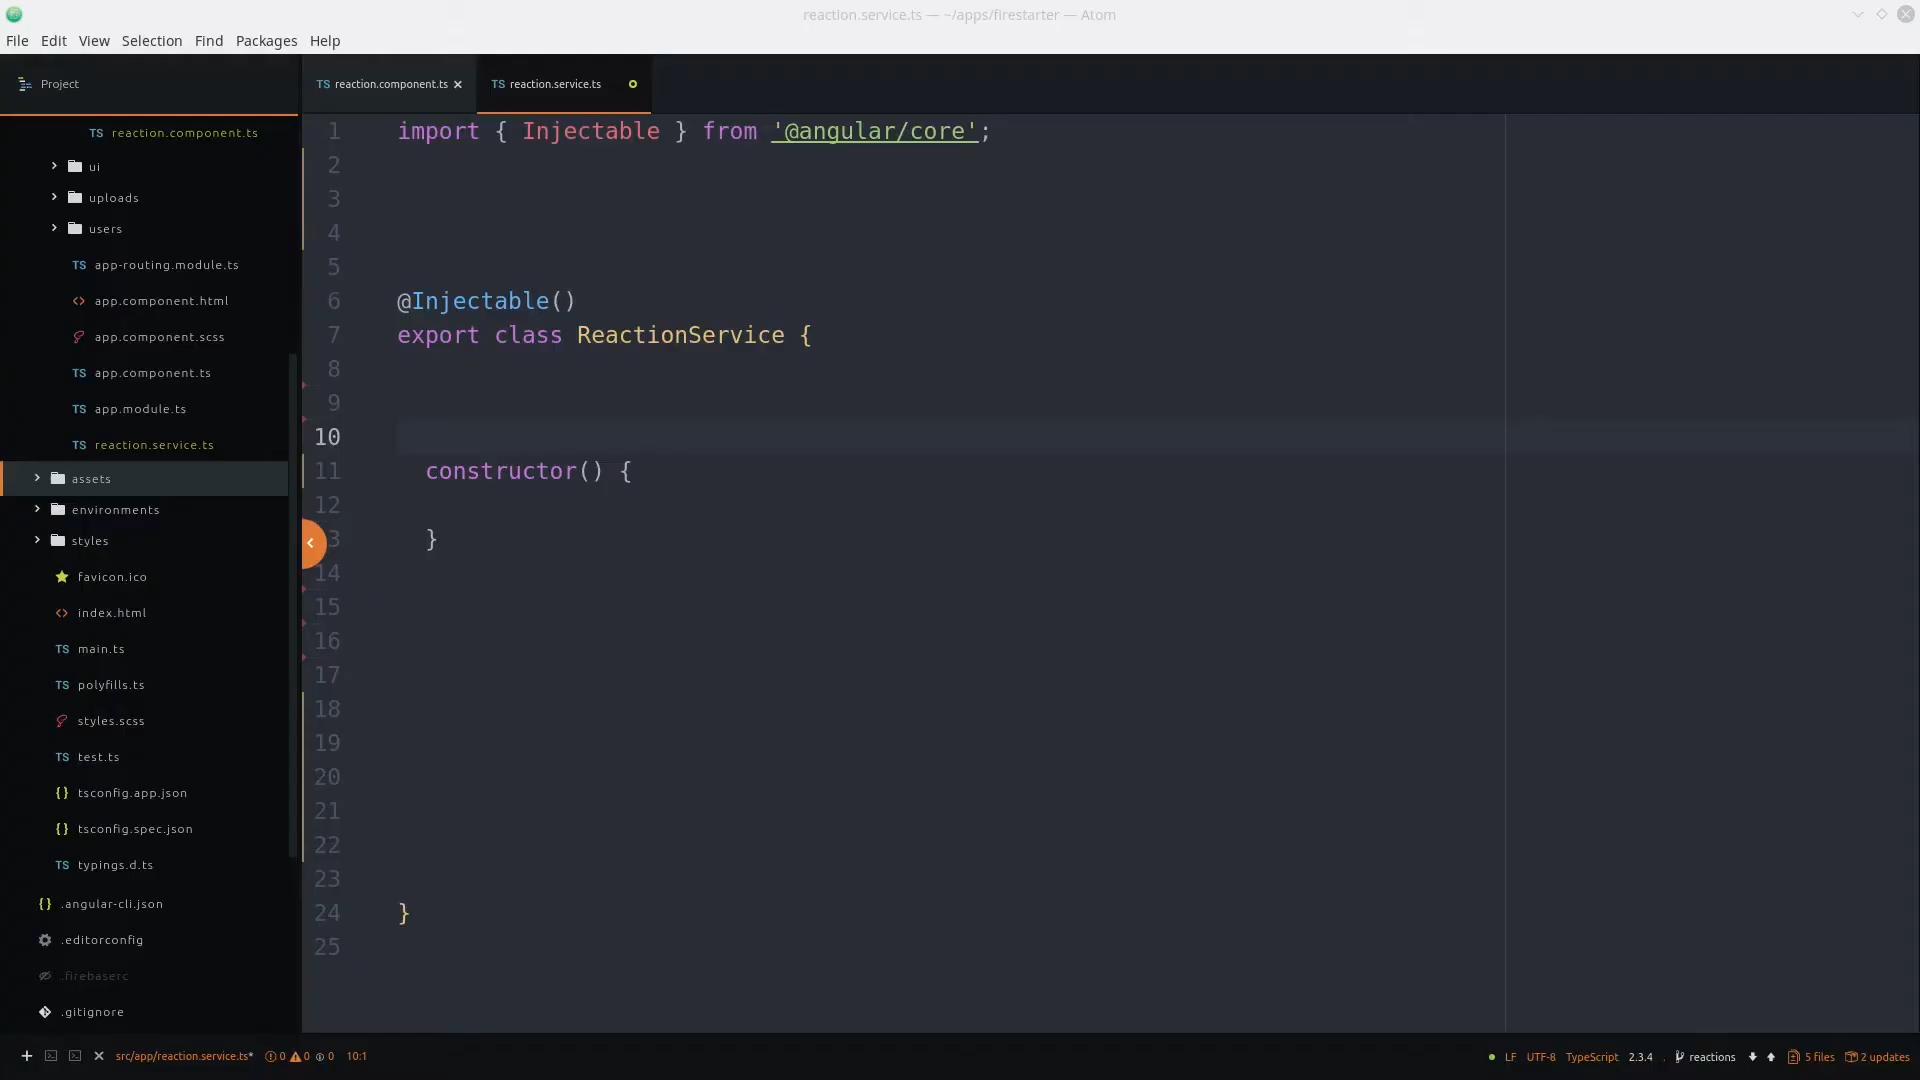 reaction.service.ts — ~/apps/firestarter — Atom
File Edit View Selection Find Packages Help
Project
TS reaction.component.ts
TS reaction.service.ts
TS reaction.component.ts
ui
uploads
users
TS app-routing.module.ts
<> app.component.html
app.component.scss
TS app.component.ts
TS app.module.ts
TS reaction.service.ts
assets
environments
styles
favicon.ico
<> index.html
TS main.ts
TS polyfills.ts
styles.scss
TS test.ts
{} tsconfig.app.json
{} tsconfig.spec.json
TS typings.d.ts
{} .angular-cli.json
.editorconfig
.firebaserc
.gitignore
1 import { Injectable } from '@angular/core';
2
3
4
5
6 @Injectable()
7 export class ReactionService {
8
9
10
11 constructor() {
12
3 }
14
15
16
17
18
19
20
21
22
23
24 }
25
src/app/reaction.service.ts* 0 0 0 10:1
LF UTF-8 TypeScript 2.3.4 reactions 5 files 2 updates